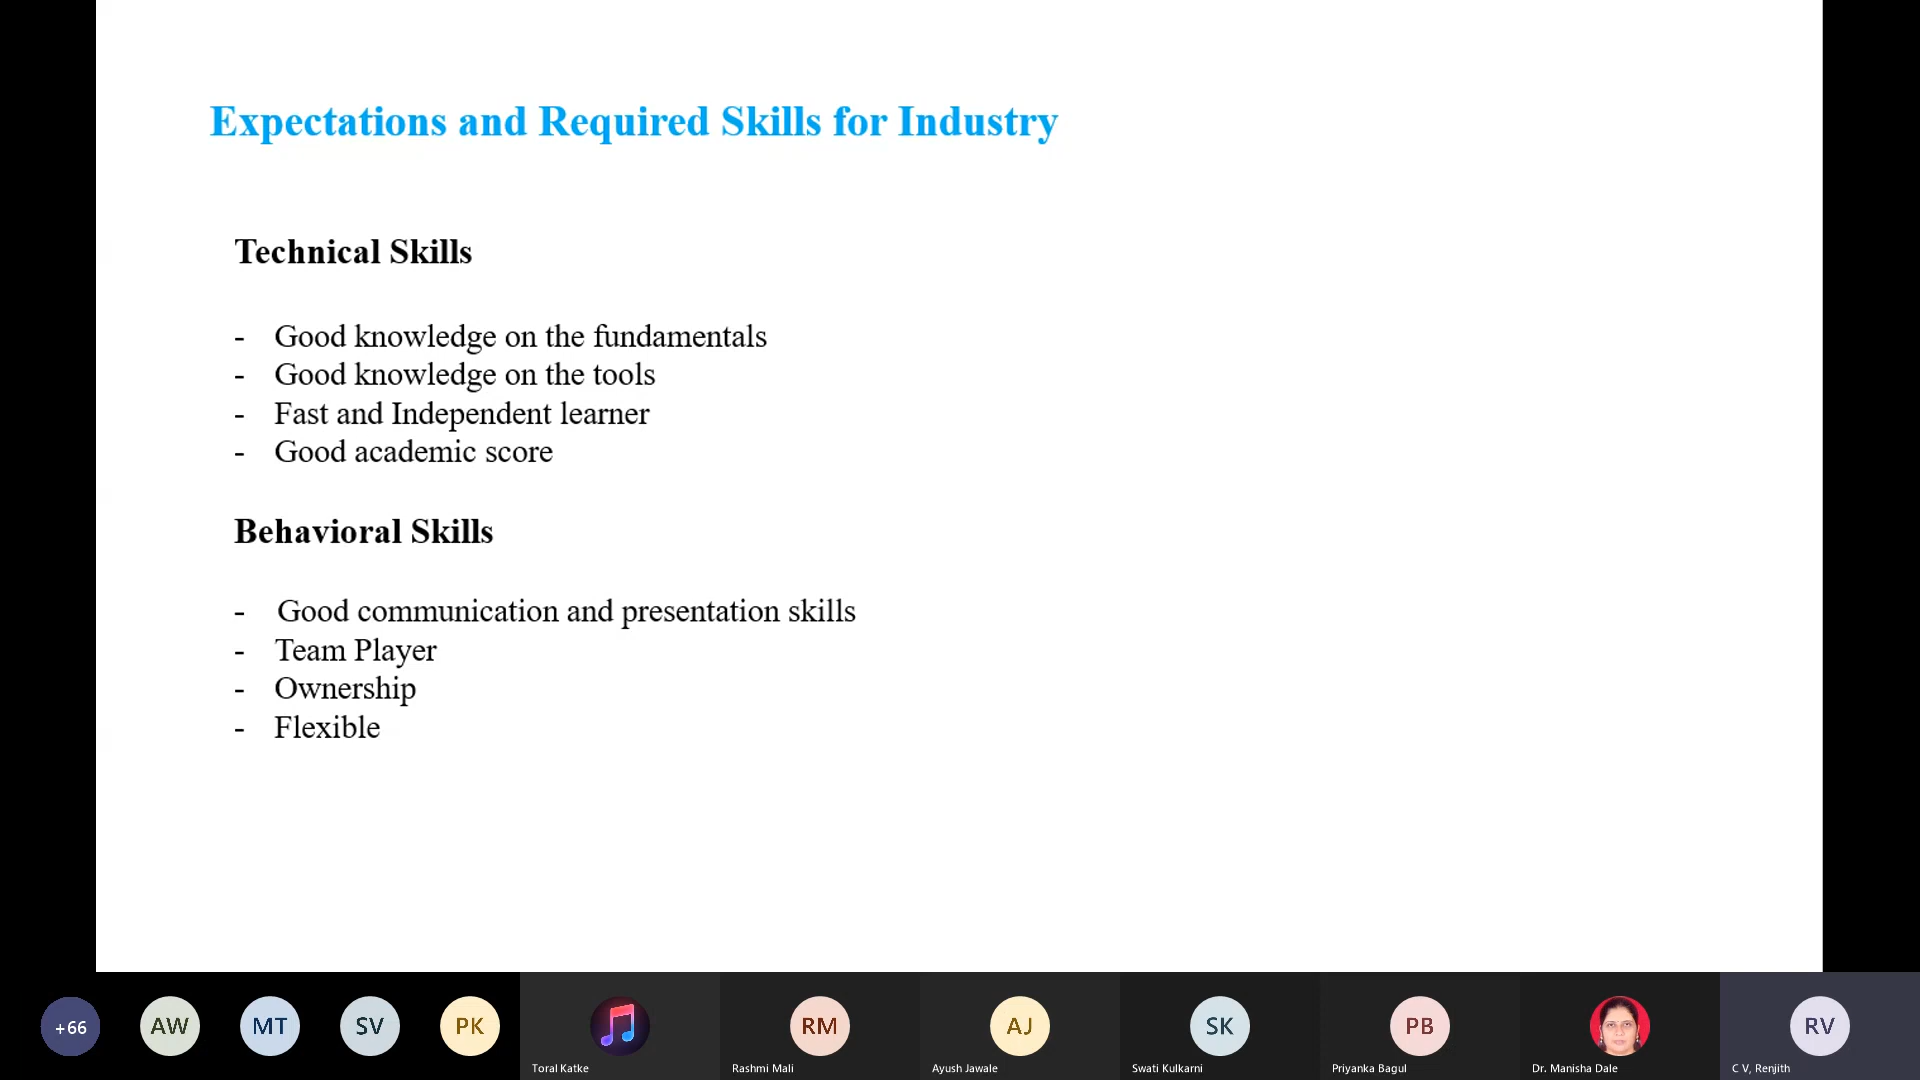 Expectations and Required Skills for Industry
Technical Skills
- Good knowledge on the fundamentals
- Good knowledge on the tools
- Fast and Independent learner
- Good academic score
Behavioral Skills
- Good communication and presentation skills
- Team Player
- Ownership
- Flexible
+66
AW
MT
SV
PK
RM
AJ
SK
PB
RV
Toral Katke
Rashmi Mali
Ayush Jawale
Swati Kulkarni
Priyanka Bagul
Dr. Manisha Dale
C V, Renjith